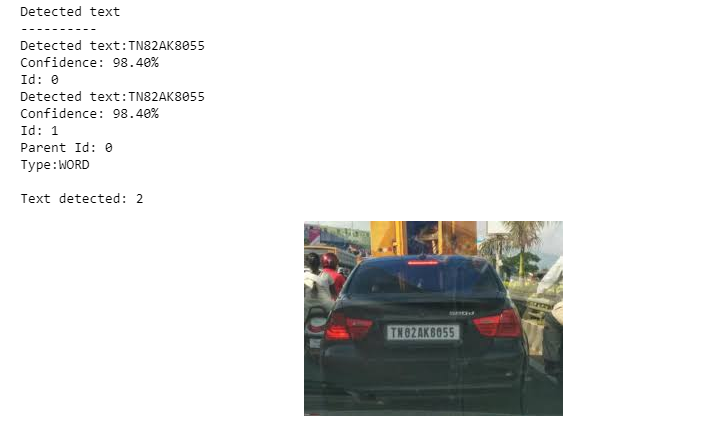 Detected text
----------
Detected text:TN82AK8055
Confidence: 98.40%
Id: 0
Detected text:TN82AK8055
Confidence: 98.40%
Id: 1
Parent Id: 0
Type:WORD
Text detected: 2
TN82AK8055